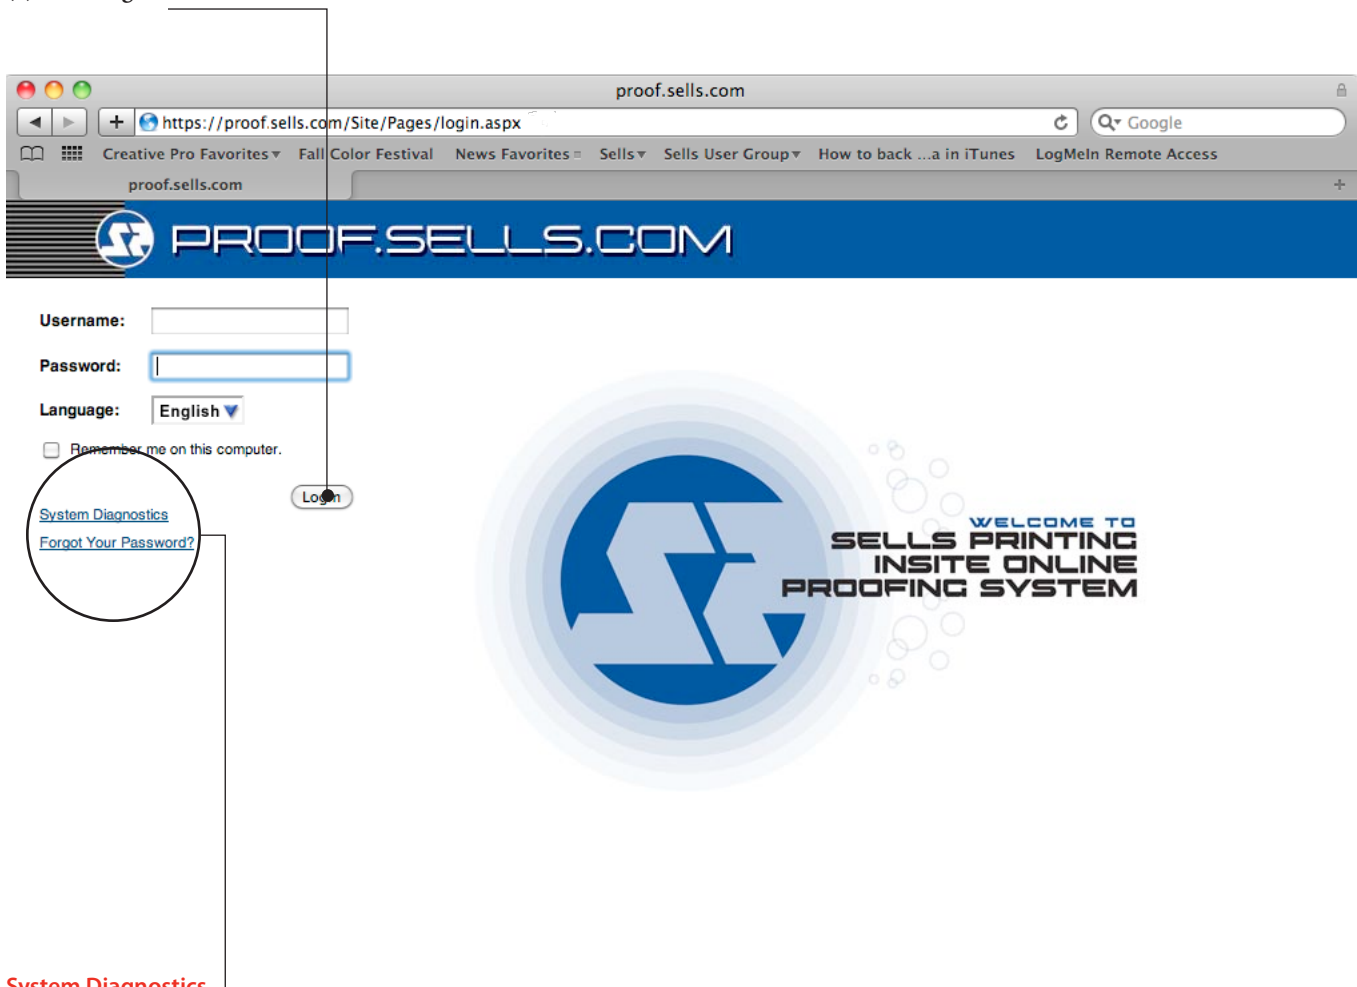 proof.sells.com
https://proof.sells.com/Site/Pages/login.aspx
Google
Creative Pro Favorites Fall Color Festival News Favorites Sells Sells User Group How to back ...a in iTunes LogMeIn Remote Access
proof.sells.com
PROOF.SELLS.COM
Username:
Password:
Language: English
Remember me on this computer.
Login
System Diagnostics
Forgot Your Password?
WELCOME TO
SELLS PRINTING
INSITE ONLINE
PROOFING SYSTEM
System Diagnostics